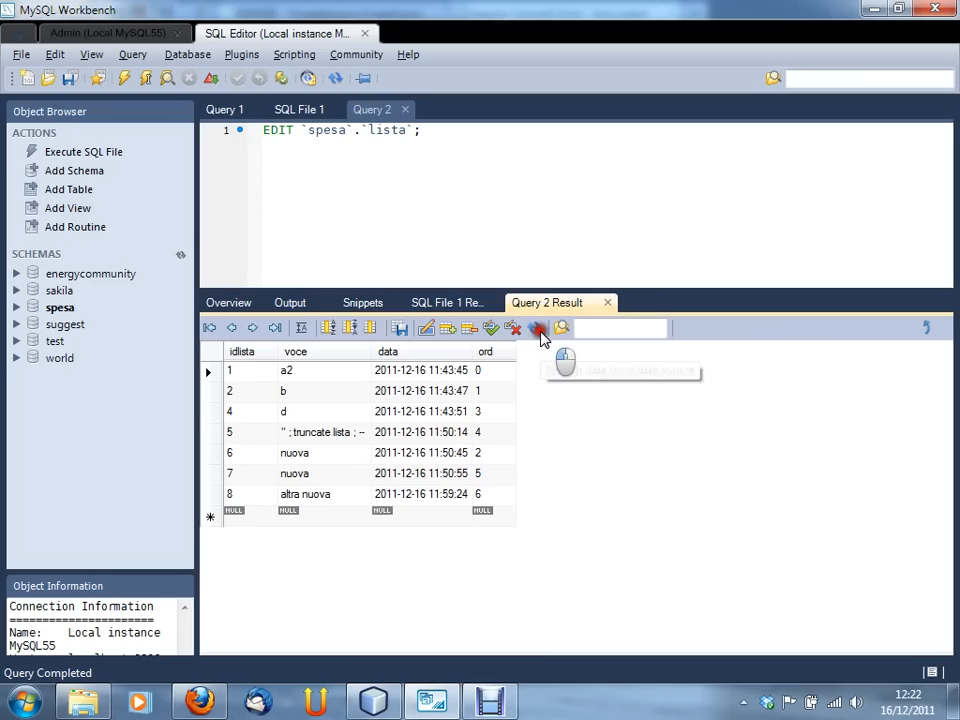 MySQL Workbench
Admin (Local MySQL55)
SQL Editor (Local instance M...
File Edit View Query Database Plugins Scripting Community Help
Object Browser
Query 1 SQL File 1 Query 2
ACTIONS
Execute SQL File
Add Schema
Add Table
Add View
Add Routine
1 EDIT `spesa`.`lista`;
SCHEMAS
energycommunity
sakila
spesa
suggest
test
world
Overview Output Snippets SQL File 1 Re... Query 2 Result
idlista voce data ord
1 a2 2011-12-16 11:43:45 0
2 b 2011-12-16 11:43:47 1
4 d 2011-12-16 11:43:51 3
5 '' ; truncate lista ; -- 2011-12-16 11:50:14 4
6 nuova 2011-12-16 11:50:45 2
7 nuova 2011-12-16 11:50:55 5
8 altra nuova 2011-12-16 11:59:24 6
NULL NULL NULL NULL
Object Information
Connection Information
======================
Name: Local instance
MySQL55
Query Completed
12:22
16/12/2011